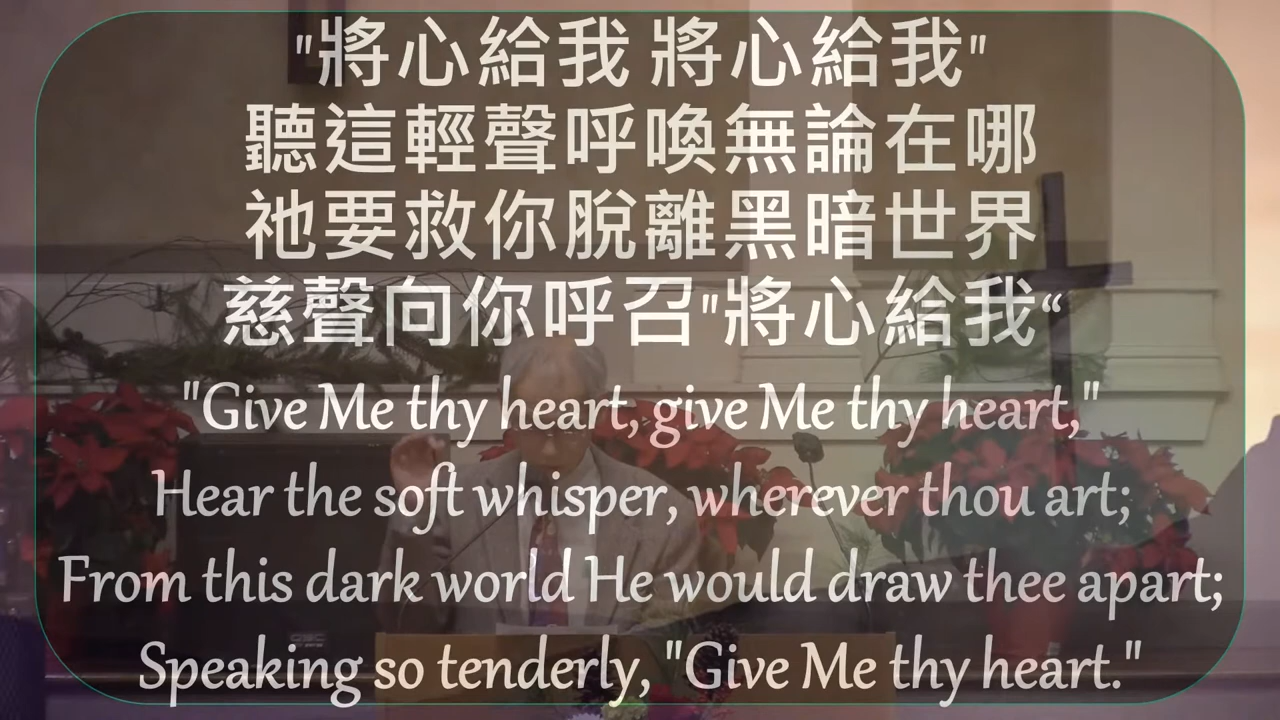 "將心給我 將心給我"
聽這輕聲呼喚無論在哪
祂要救你脫離黑暗世界
慈聲向你呼召"將心給我“
"Give Me thy heart, give Me thy heart,"
Hear the soft whisper, wherever thou art;
From this dark world He would draw thee apart;
Speaking so tenderly, "Give Me thy heart."